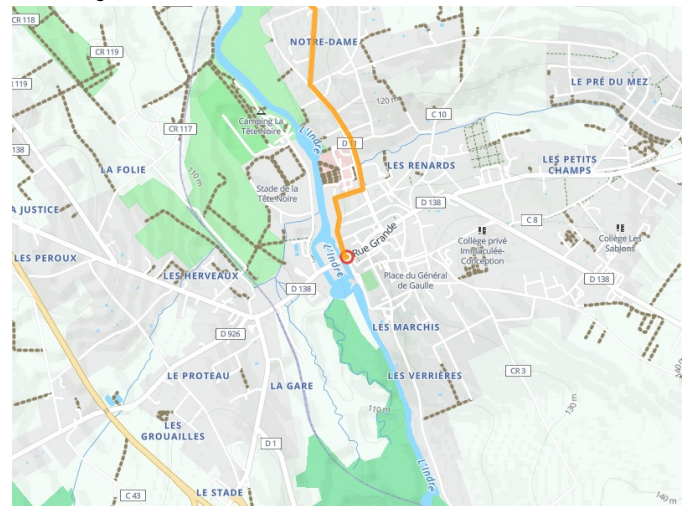 CR 118
NOTRE-DAME
CR 119
119
LE PRÉ DU MEZ
120 m
C 10
Camping La
Tête Noire
L'Indre
CR 117
D 11
138
LES RENARDS
LES PETITS
CHAMPS
LA FOLIE
110 m
Stade de la
Tête Noire
D 138
A JUSTICE
C 8
Rue Grande
Collège privé
Immaculée-
Conception
Collège Les
Sablons
LES PEROUX
LES HERVEAUX
L'Indre
Place du Général
de Gaulle
D 138
D 138
D 926
LES MARCHIS
LE PROTEAU
LA GARE
LES VERRIÈRES
CR 3
140 m
110 m
130 m
LES
GROUAILLES
D 1
L'Indre
LE STADE
C 43
140 m